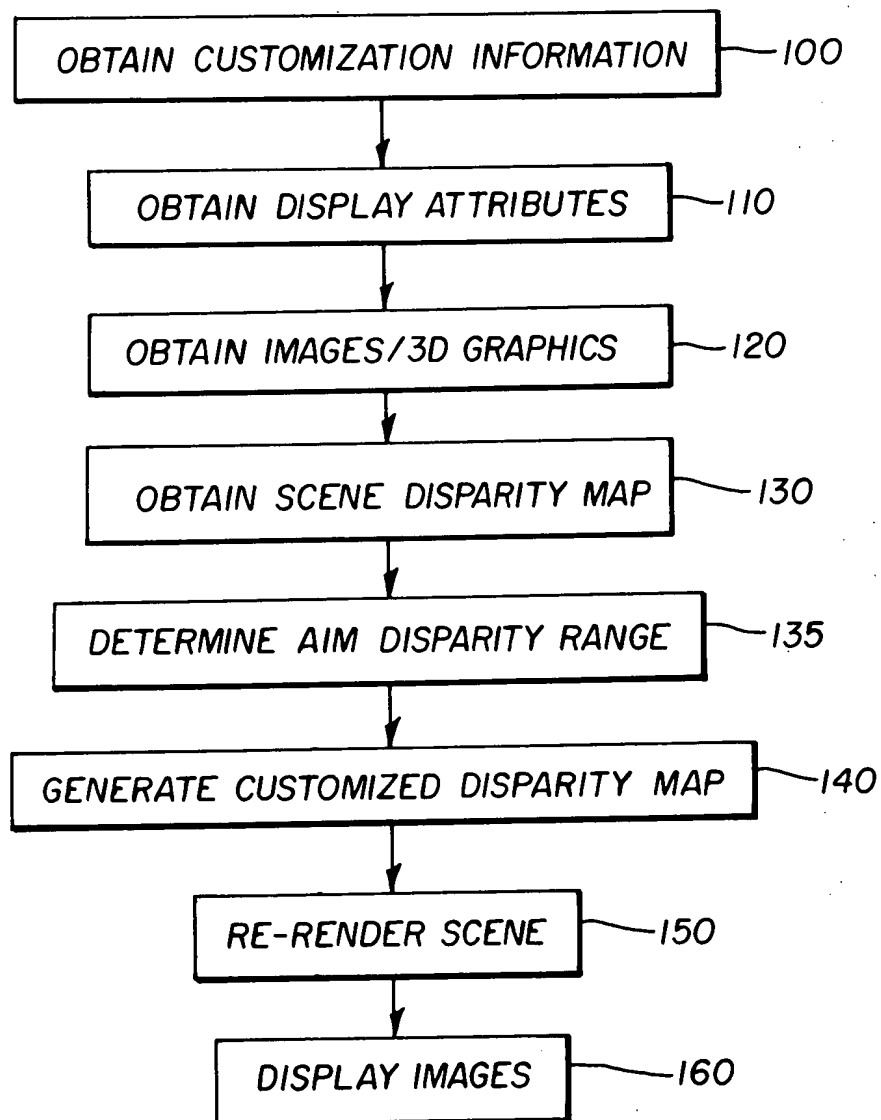 OBTAIN CUSTOMIZATION INFORMATION 100
OBTAIN DISPLAY ATTRIBUTES 110
OBTAIN IMAGES/3D GRAPHICS 120
OBTAIN SCENE DISPARITY MAP 130
DETERMINE AIM DISPARITY RANGE 135
GENERATE CUSTOMIZED DISPARITY MAP 140
RE-RENDER SCENE 150
DISPLAY IMAGES 160